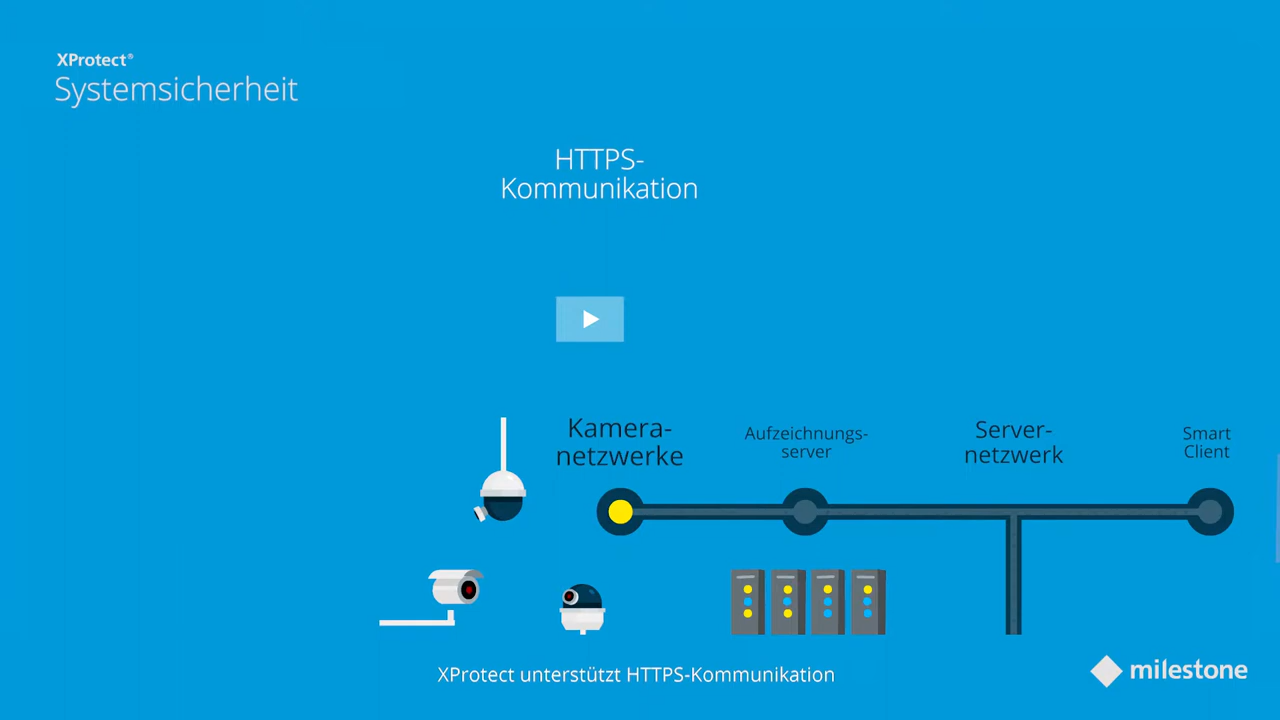 XProtect®
Systemsicherheit
HTTPS-
Kommunikation
Kamera-
netzwerke
Aufzeichnungs-
server
Server-
netzwerk
Smart
Client
XProtect unterstützt HTTPS-Kommunikation
milestone